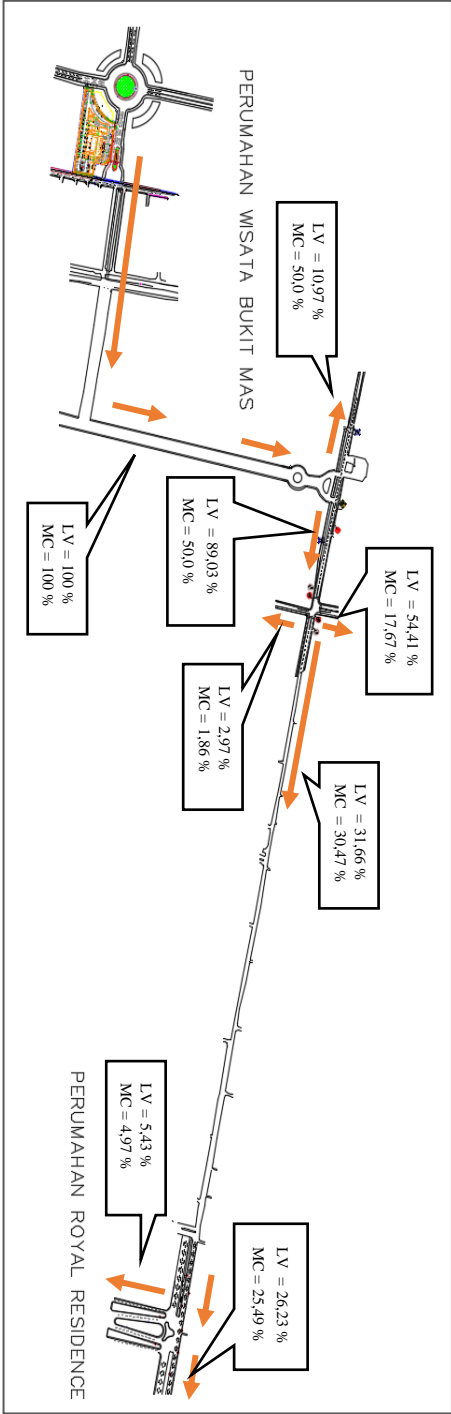 PERUMAHAN WISATA BUKIT MAS
LV = 10,97 %
MC = 50,0 %
LV = 100 %
MC = 100 %
LV = 89,03 %
MC = 50,0 %
LV = 54,41 %
MC = 17,67 %
LV = 2,97 %
MC = 1,86 %
LV = 31,66 %
MC = 30,47 %
LV = 5,43 %
MC = 4,97 %
LV = 26,23 %
MC = 25,49 %
PERUMAHAN ROYAL RESIDENCE